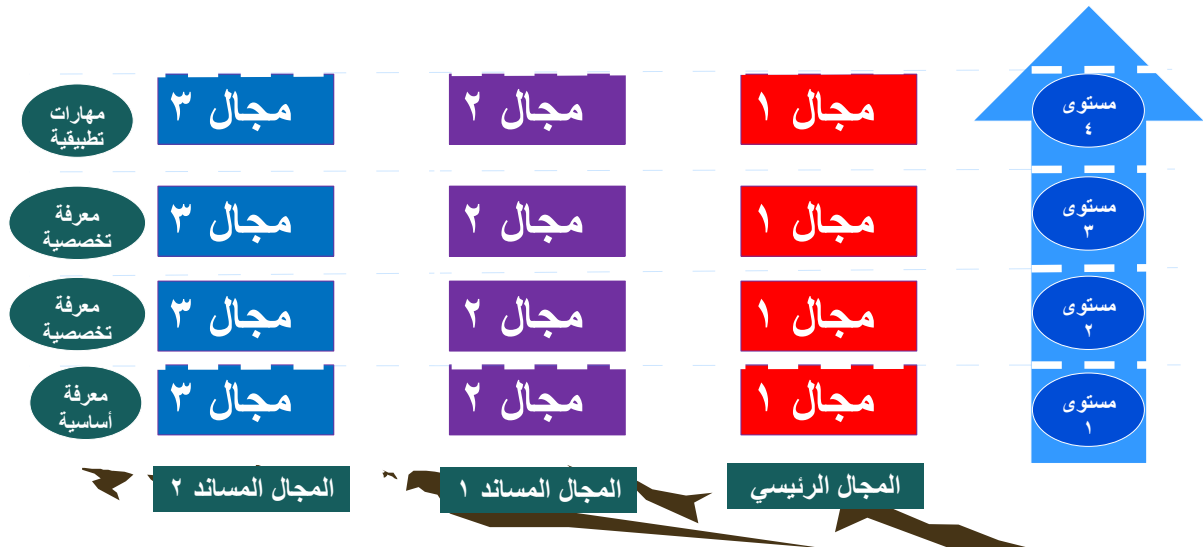 مستوى
٤
مجال ١
مجال ٢
مجال ٣
مهارات
تطبيقية
مستوى
٣
مجال ١
مجال ٢
مجال ٣
معرفة
تخصصية
مستوى
٢
مجال ١
مجال ٢
مجال ٣
معرفة
تخصصية
مستوى
١
مجال ١
مجال ٢
مجال ٣
معرفة
أساسية
المجال الرئيسي
المجال المساند ١
المجال المساند ٢